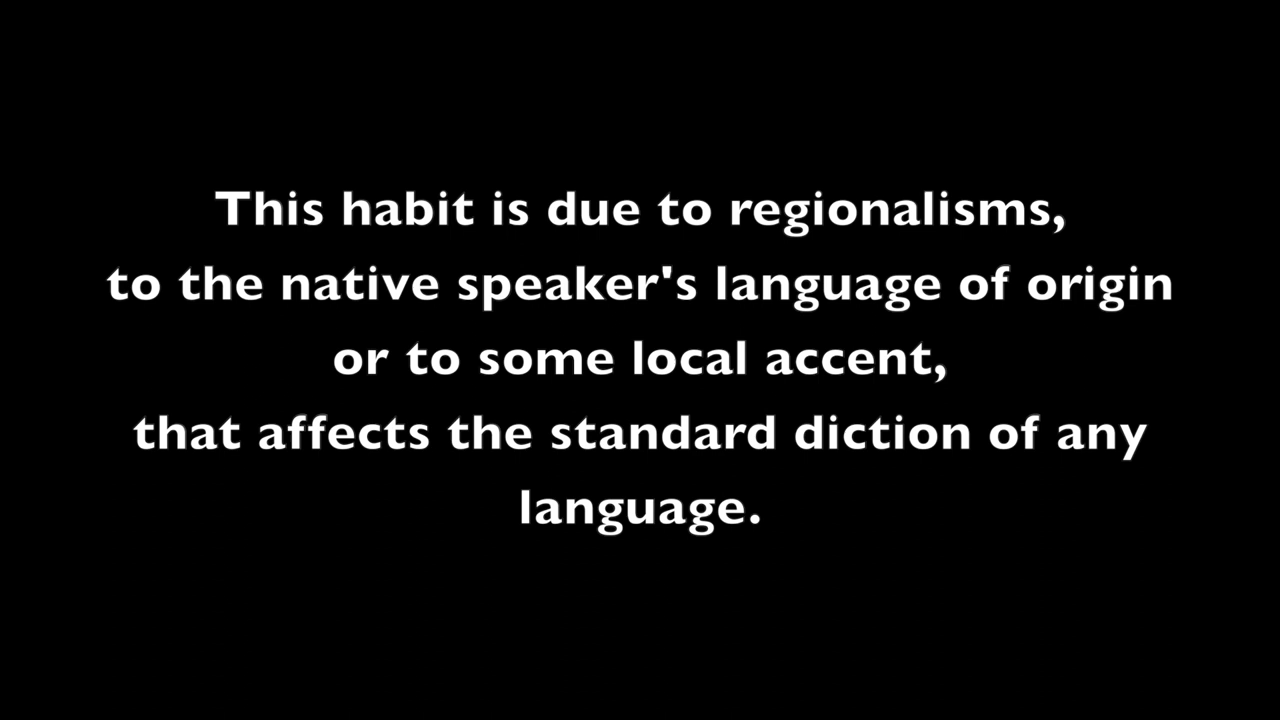 This habit is due to regionalisms,
to the native speaker's language of origin
or to some local accent,
that affects the standard diction of any
language.